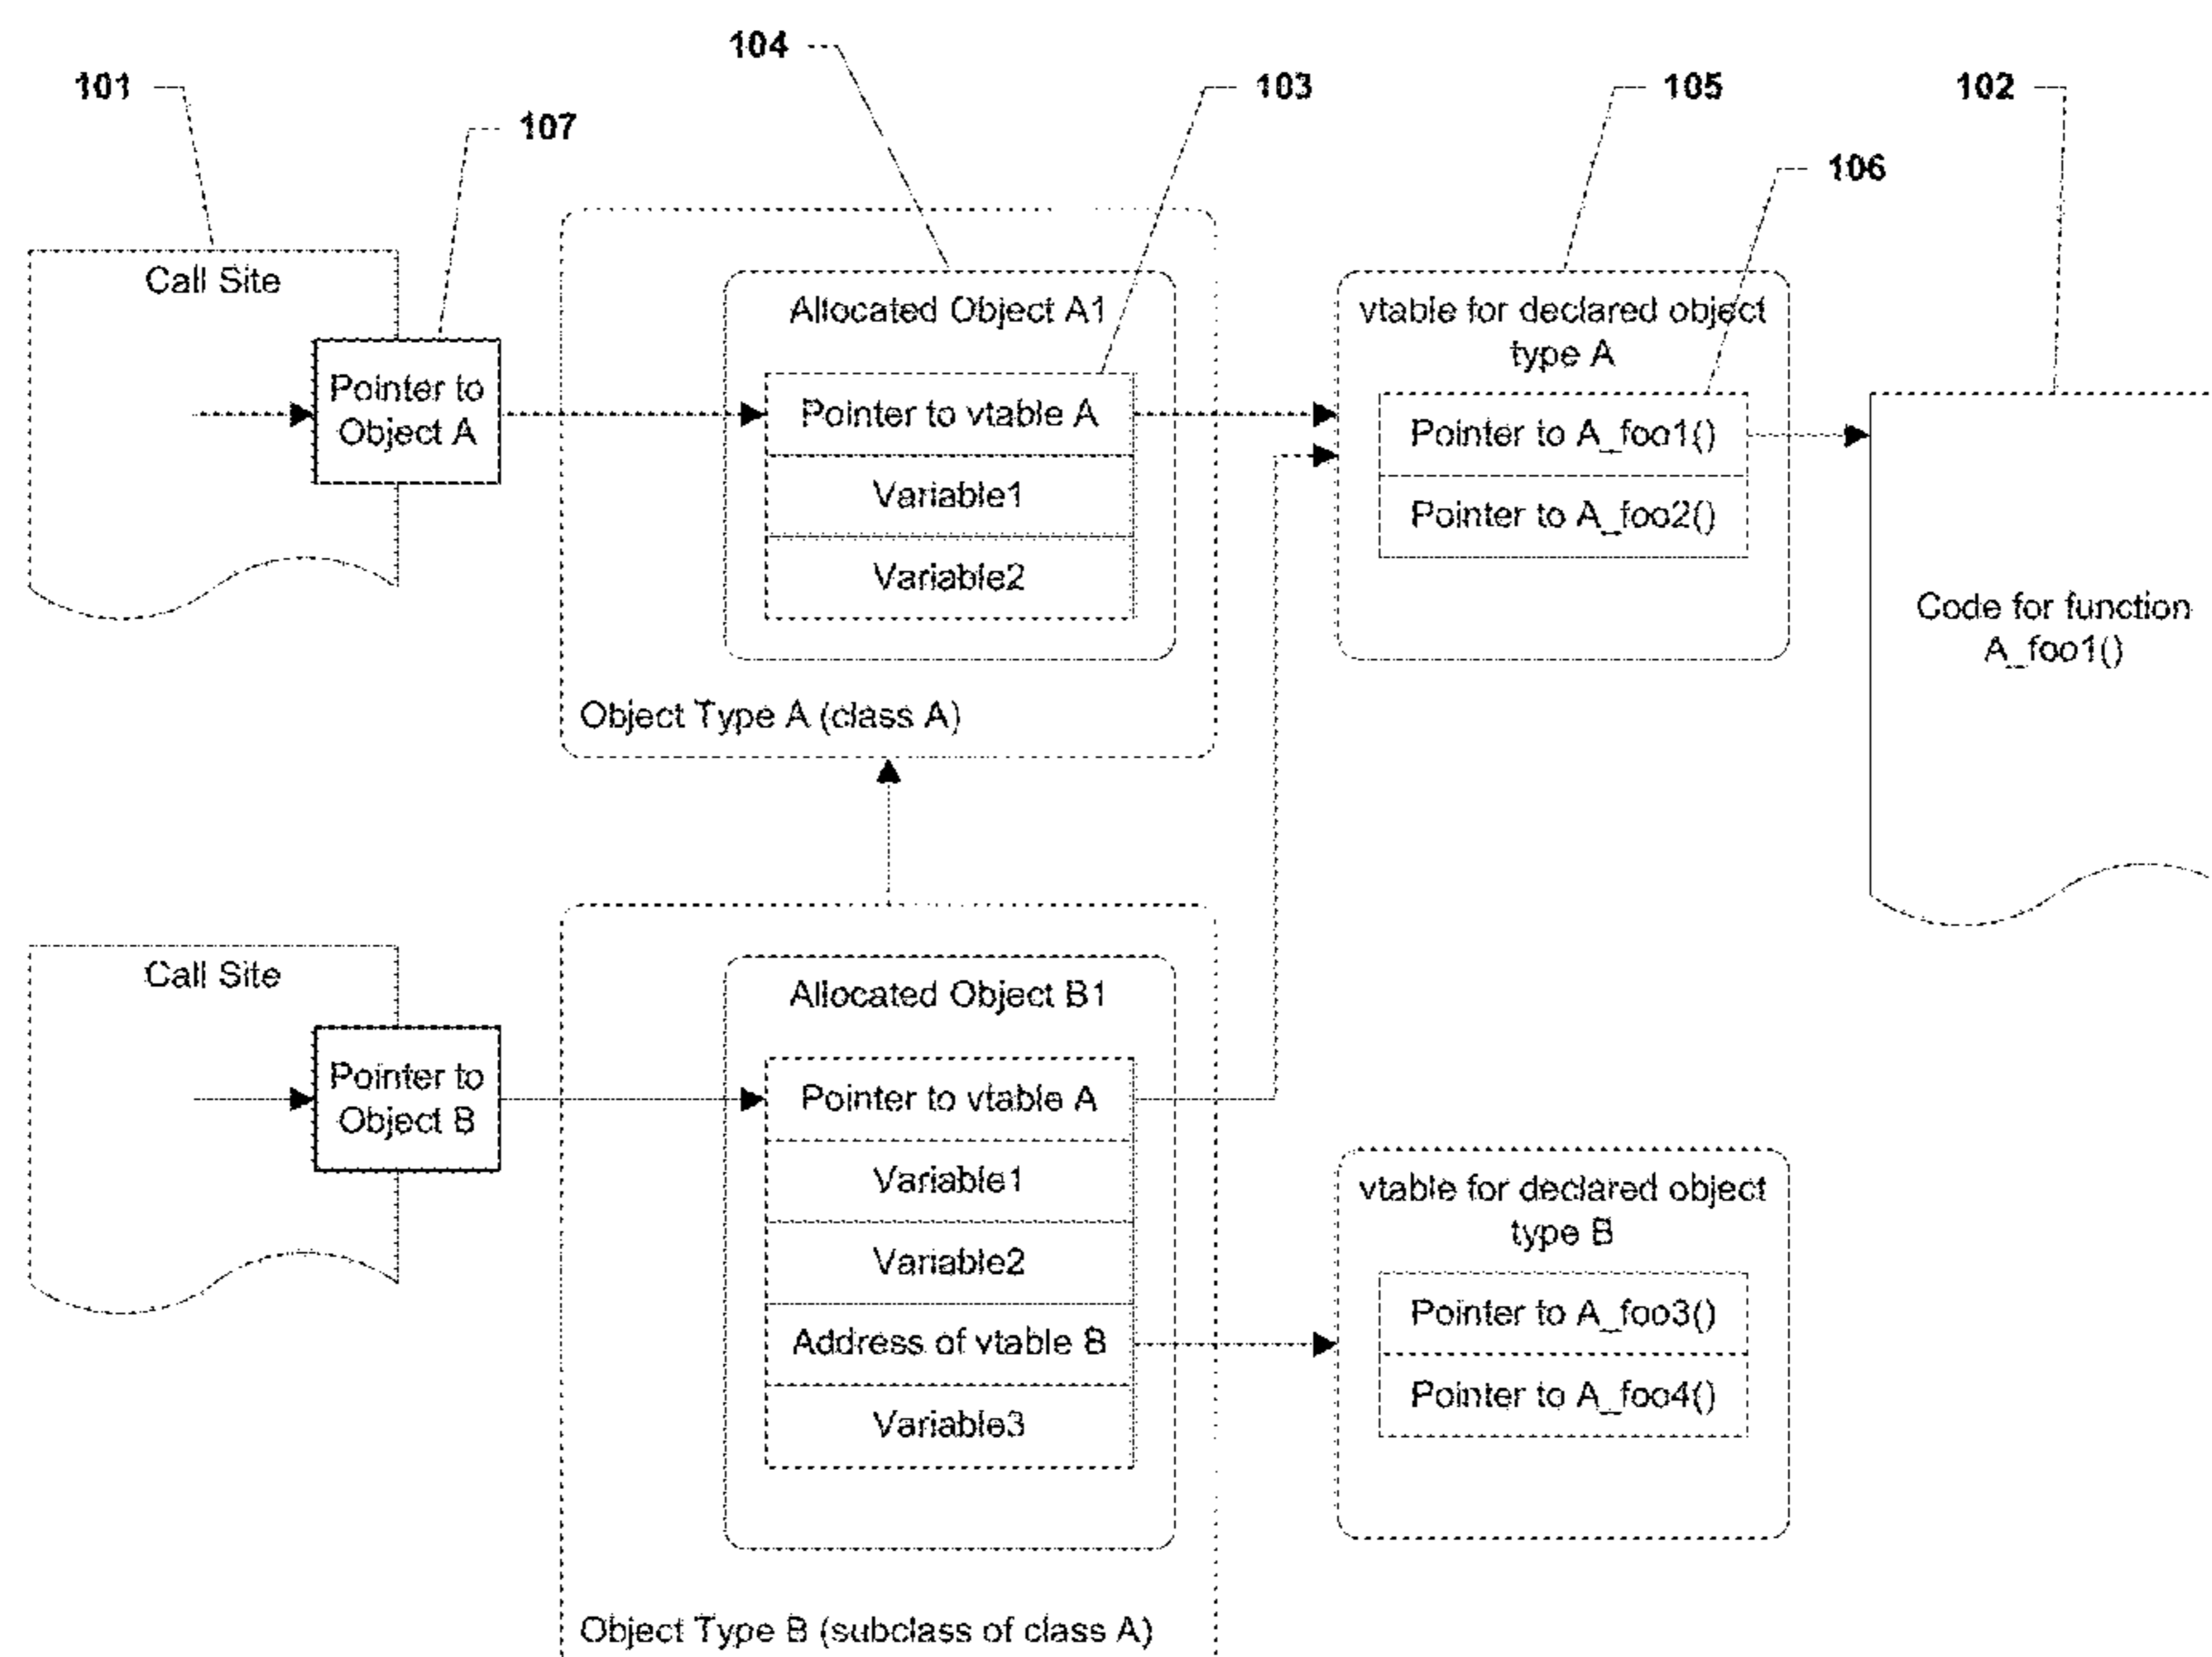 104
101
103
105
102
107
106
Call Site
Pointer to
Object A
Allocated Object A1
Pointer to vtable A
Variable1
Variable2
Object Type A (class A)
vtable for declared object
type A
Pointer to A_foo1()
Pointer to A_foo2()
Code for function
A_foo1()
Call Site
Pointer to
Object B
Allocated Object B1
Pointer to vtable A
Variable1
Variable2
Address of vtable B
Variable3
Object Type B (subclass of class A)
vtable for declared object
type B
Pointer to A_foo3()
Pointer to A_foo4()